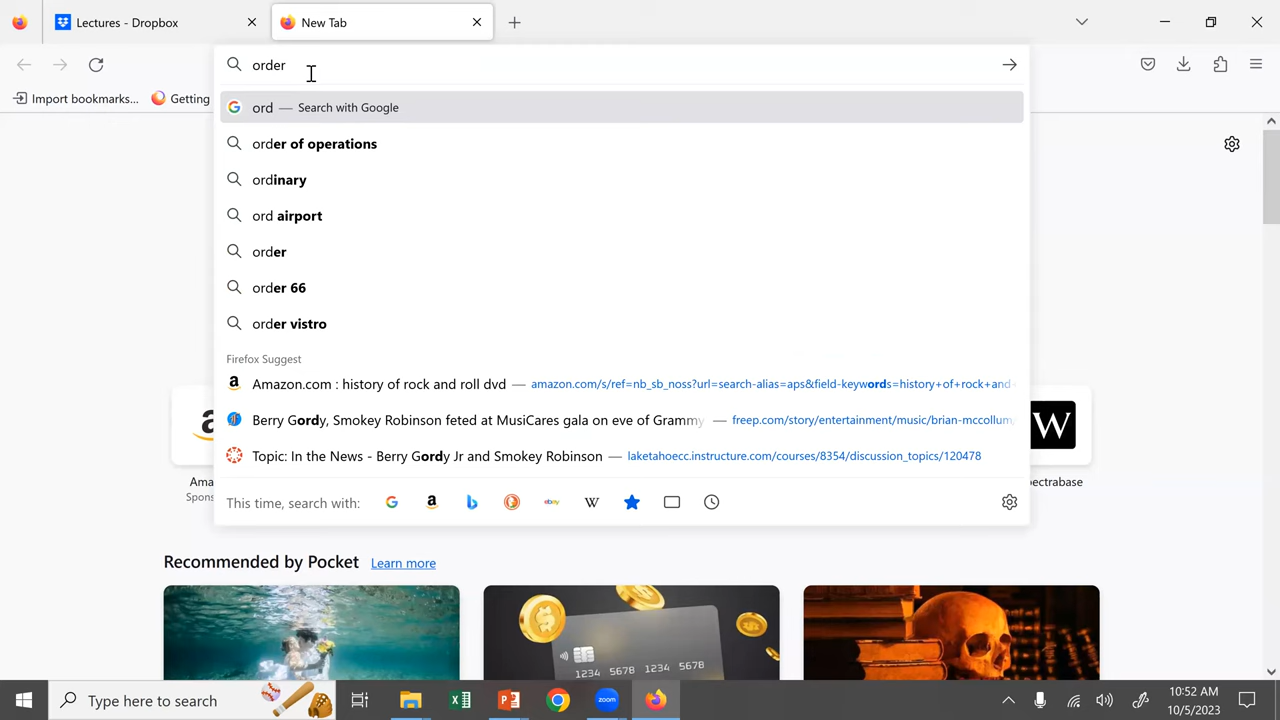 Lectures - Dropbox
New Tab
order
Import bookmarks...
Getting
ord — Search with Google
order of operations
ordinary
ord airport
order
order 66
order vistro
Firefox Suggest
Amazon.com : history of rock and roll dvd — amazon.com/s/ref=nb_sb_noss?url=search-alias=aps&field-keywords=history+of+rock+and+
Berry Gordy, Smokey Robinson feted at MusiCares gala on eve of Grammy — freep.com/story/entertainment/music/brian-mccollum
Topic: In the News - Berry Gordy Jr and Smokey Robinson — laketahoecc.instructure.com/courses/8354/discussion_topics/120478
This time, search with:
Ama
Spons
pectrabase
Recommended by Pocket Learn more
1234 5678 1234 5678
Type here to search
zoom
10:52 AM
10/5/2023